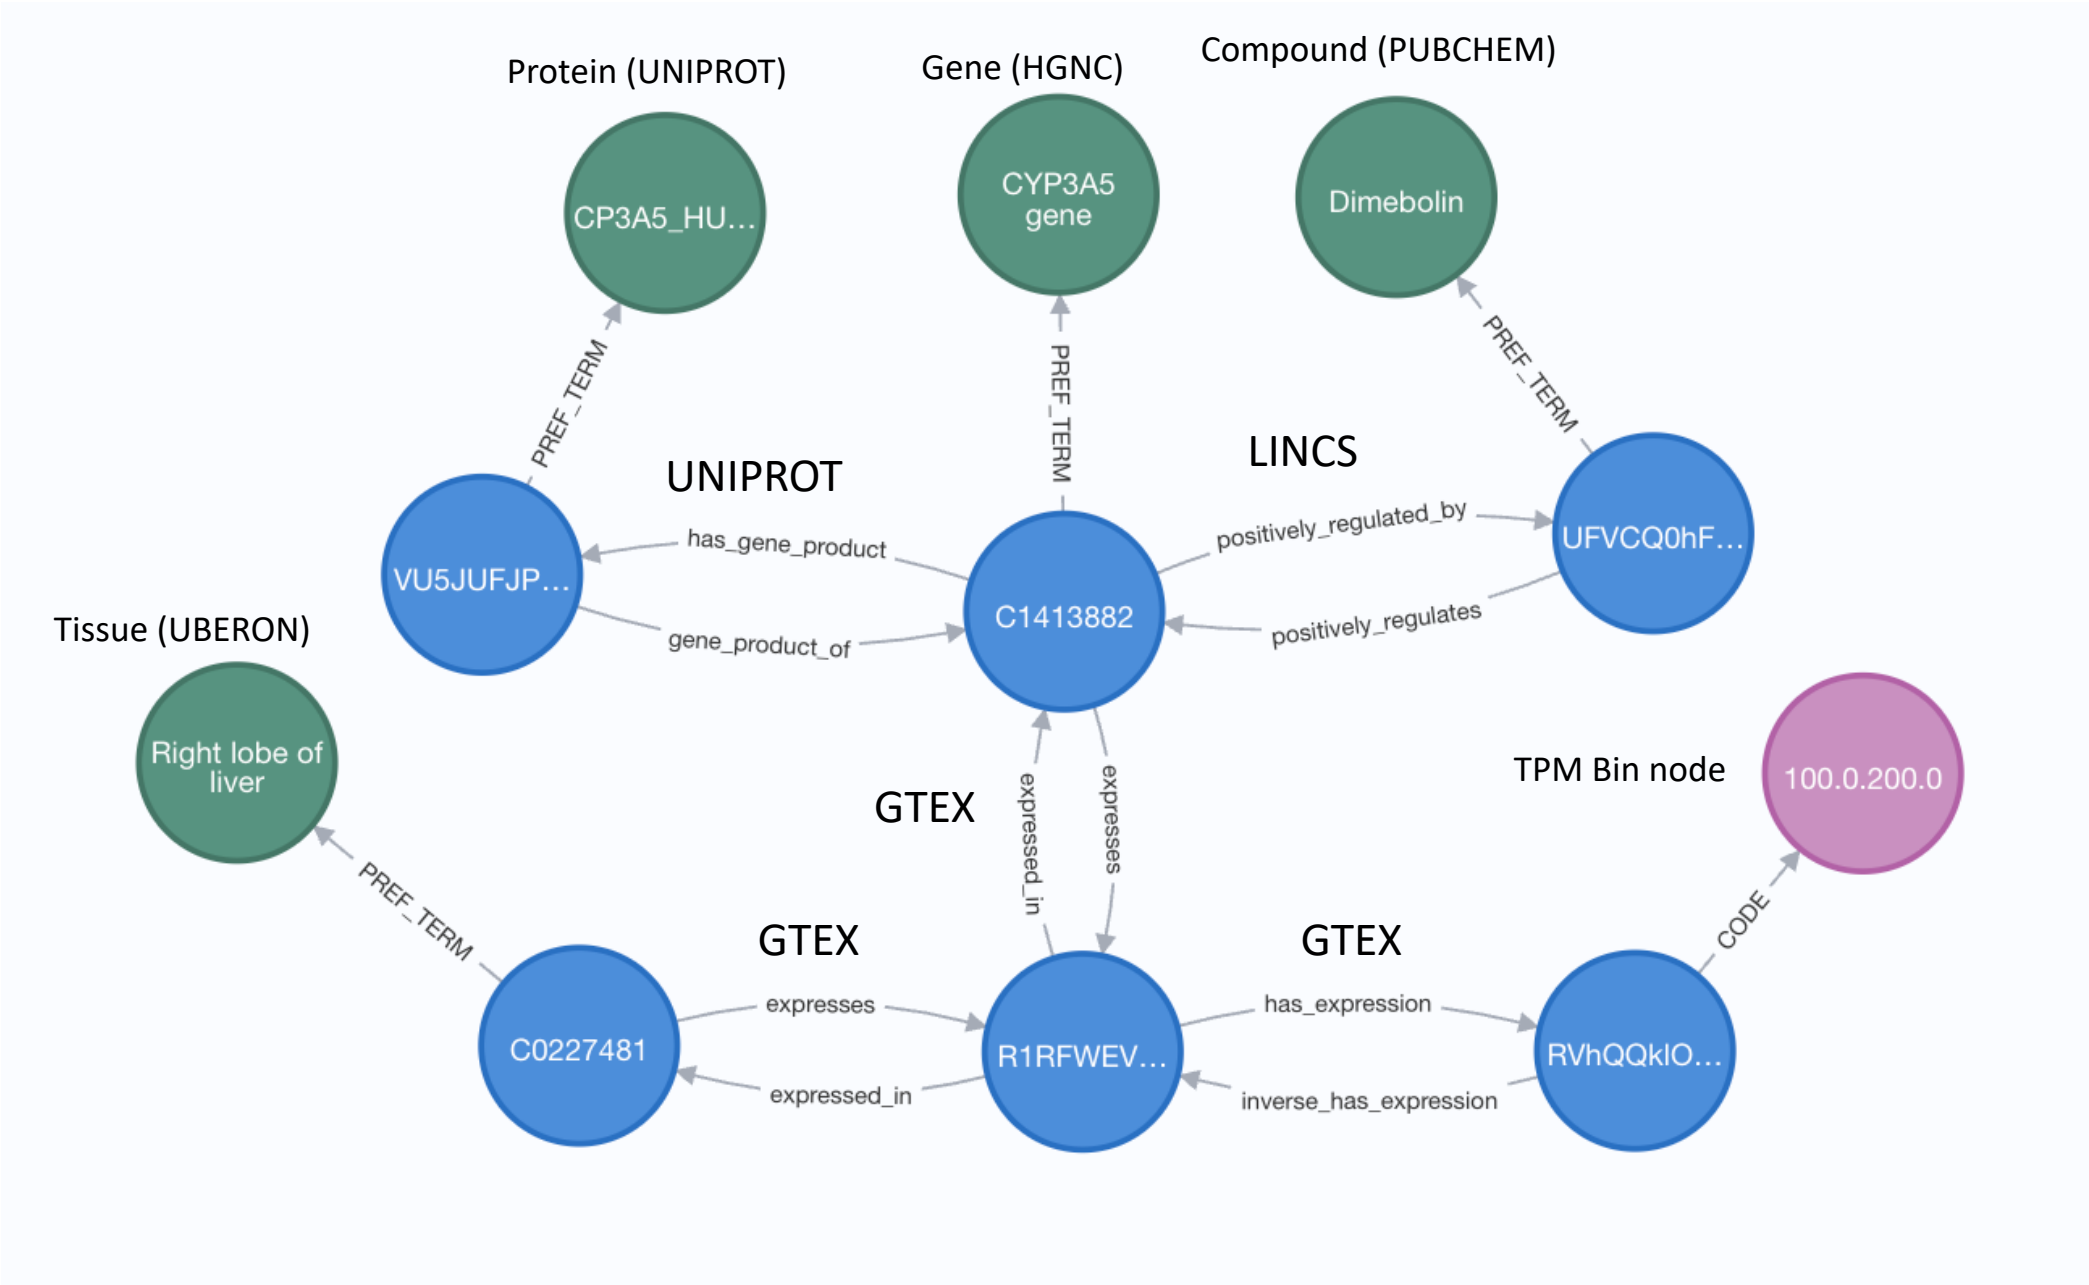 Compound (PUBCHEM)
Gene (HGNC)
Protein (UNIPROT)
CYP3A5
gene
Dimebolin
CP3A5_HU...
PREF_TERM
PREF_TERM
PREF_TERM
LINCS
UNIPROT
positively_regulated_by
UFVCQ0hF...
has_gene_product
VU5JUFJP...
C1413882
positively_regulates
gene_product_of
Tissue (UBERON)
Right lobe of
liver
TPM Bin node
100.0.200.0
GTEX
expressed_in
expresses
PREF_TERM
CODE
GTEX
GTEX
expresses
has_expression
C0227481
R1RFWEV...
RVhQQklO...
expressed_in
inverse_has_expression